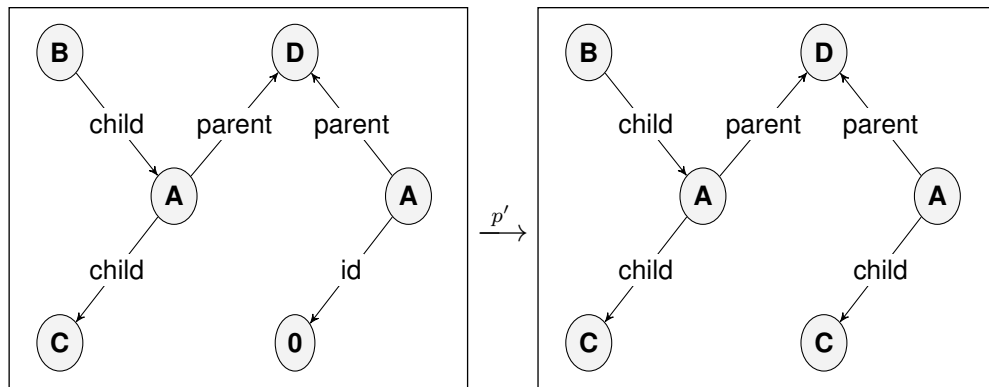 B D B D
child parent parent child parent parent
A A A A
p′
child id child child
C 0 C C